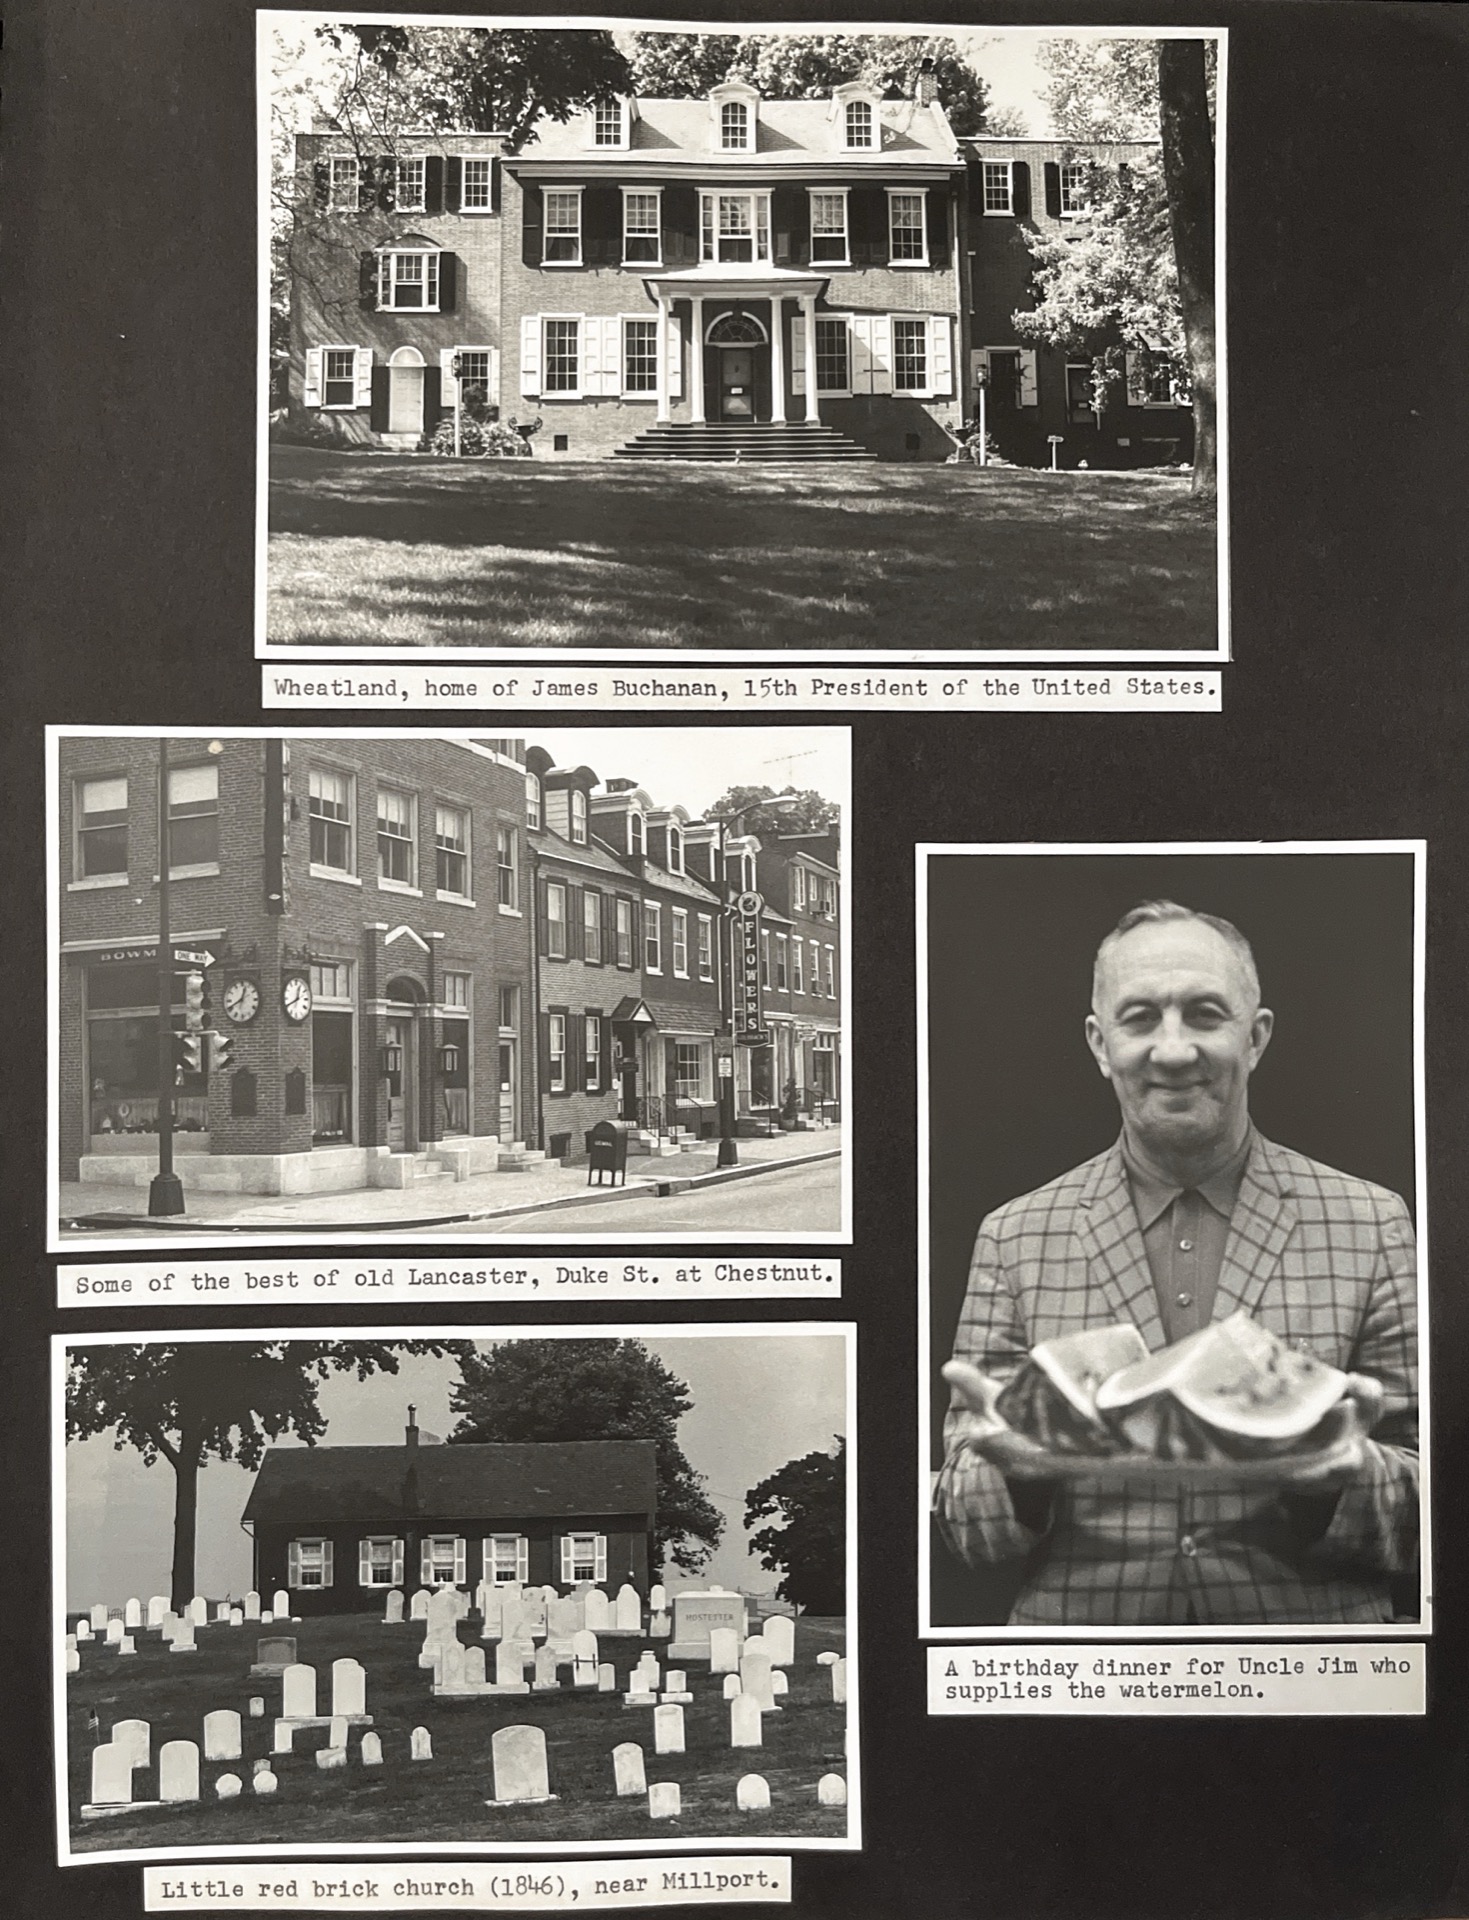 Wheatland, home of James Buchanan, 15th President of the United States.
BOWM
ONE WAY
FLOWERS
Some of the best of old Lancaster, Duke St. at Chestnut.
A birthday dinner for Uncle Jim who
supplies the watermelon.
HOSTETTER
Little red brick church (1846), near Millport.